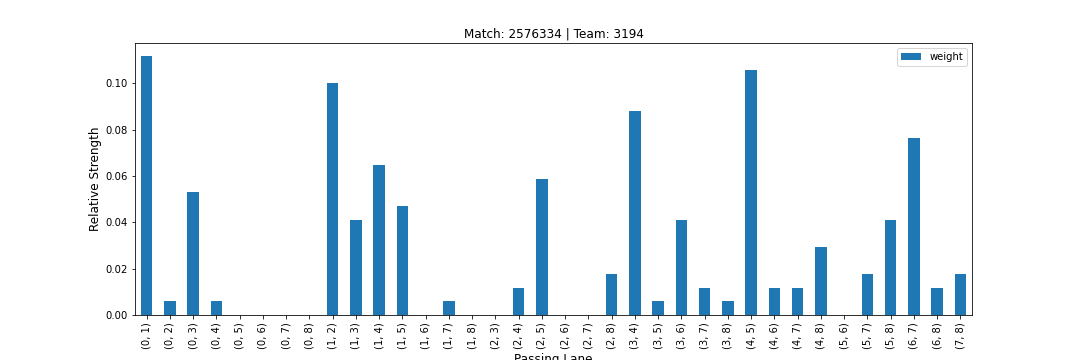 Match: 2576334 | Team: 3194
weight
Relative Strength
0.10
0.08
0.06
0.04
0.02
0.00
(0, 1) (0, 2) (0, 3) (0, 4) (0, 5) (0, 6) (0, 7) (0, 8) (1, 2) (1, 3) (1, 4) (1, 5) (1, 6) (1, 7) (1, 8) (2, 3) (2, 4) (2, 5) (2, 6) (2, 7) (2, 8) (3, 4) (3, 5) (3, 6) (3, 7) (3, 8) (4, 5) (4, 6) (4, 7) (4, 8) (5, 6) (5, 7) (5, 8) (6, 7) (6, 8) (7, 8)
Passing Lane